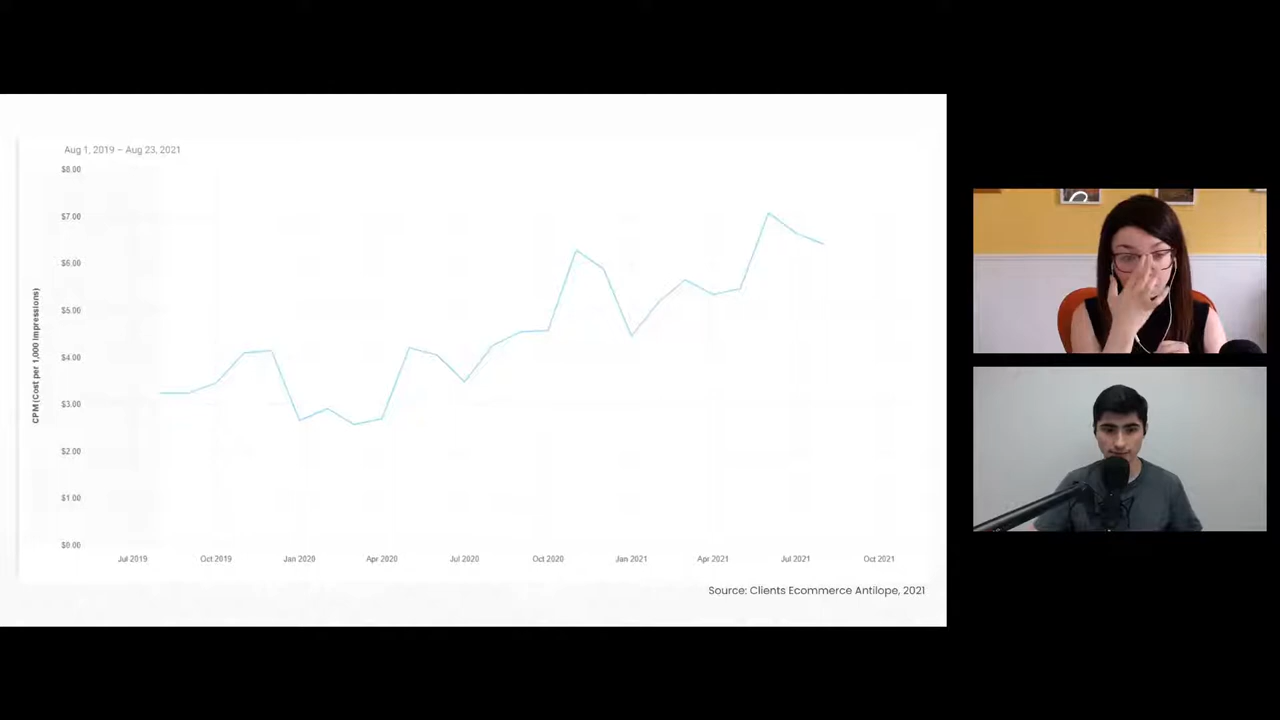 Aug 1, 2019 – Aug 23, 2021
$8.00
$7.00
$6.00
$5.00
$4.00
$3.00
$2.00
$1.00
$0.00
CPM (Cost per 1,000 Impressions)
Jul 2019 Oct 2019 Jan 2020 Apr 2020 Jul 2020 Oct 2020 Jan 2021 Apr 2021 Jul 2021 Oct 2021
Source: Clients Ecommerce Antilope, 2021